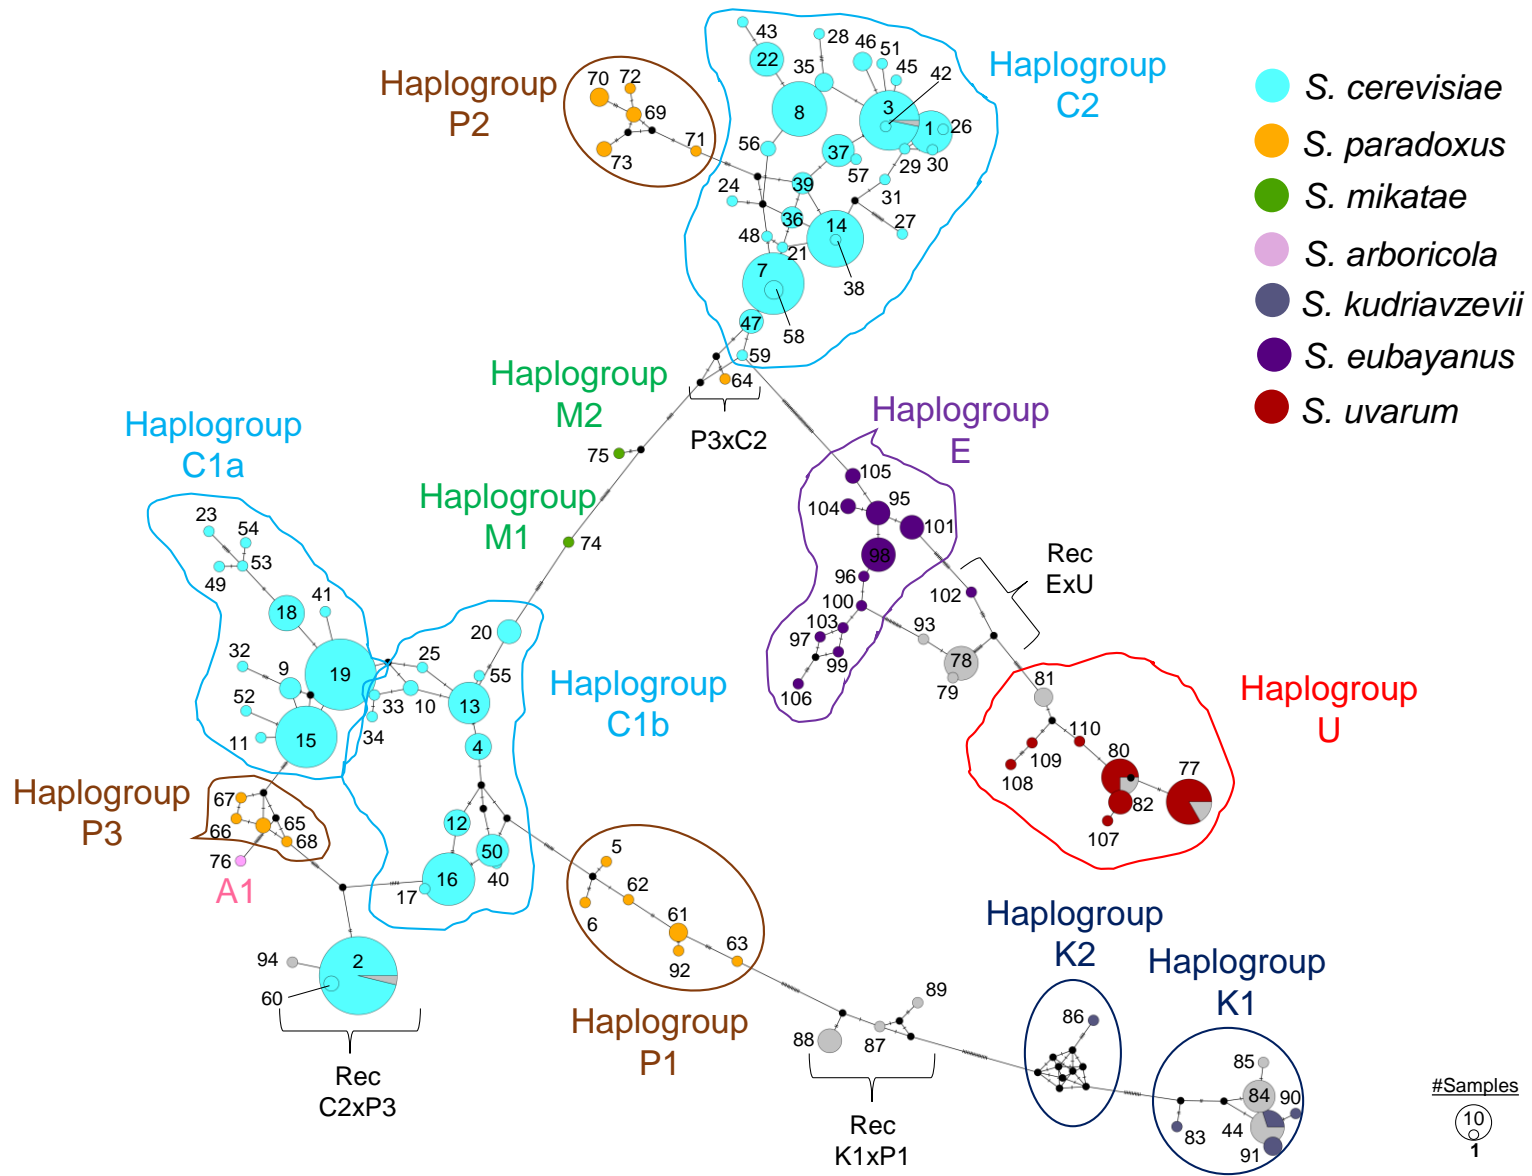 Haplogroup
C2
43
28
46
51
45
42
22
35
8
3
1
26
30
29
37
57
56
39
31
27
24
36
14
48
21
38
7
58
47
59
Haplogroup
P2
70
72
69
73
71
S. cerevisiae
S. paradoxus
S. mikatae
S. arboricola
S. kudriavzevii
S. eubayanus
S. uvarum
64
P3xC2
Haplogroup
M2
75
Haplogroup
M1
74
Haplogroup
C1a
23
54
53
49
18
41
32
9
19
52
11
15
Haplogroup
E
105
104
95
101
98
96
100
103
97
99
106
Rec
ExU
102
93
78
79
Haplogroup
U
81
110
109
108
80
77
82
107
Haplogroup
C1b
20
25
55
33
10
13
34
4
12
50
40
16
17
Haplogroup
P3
67
66
65
68
76
A1
94
2
60
Rec
C2xP3
Haplogroup
P1
5
62
6
61
92
63
88
87
89
Rec
K1xP1
Haplogroup
K2
86
Haplogroup
K1
85
84
90
44
83
91
#Samples
10
1